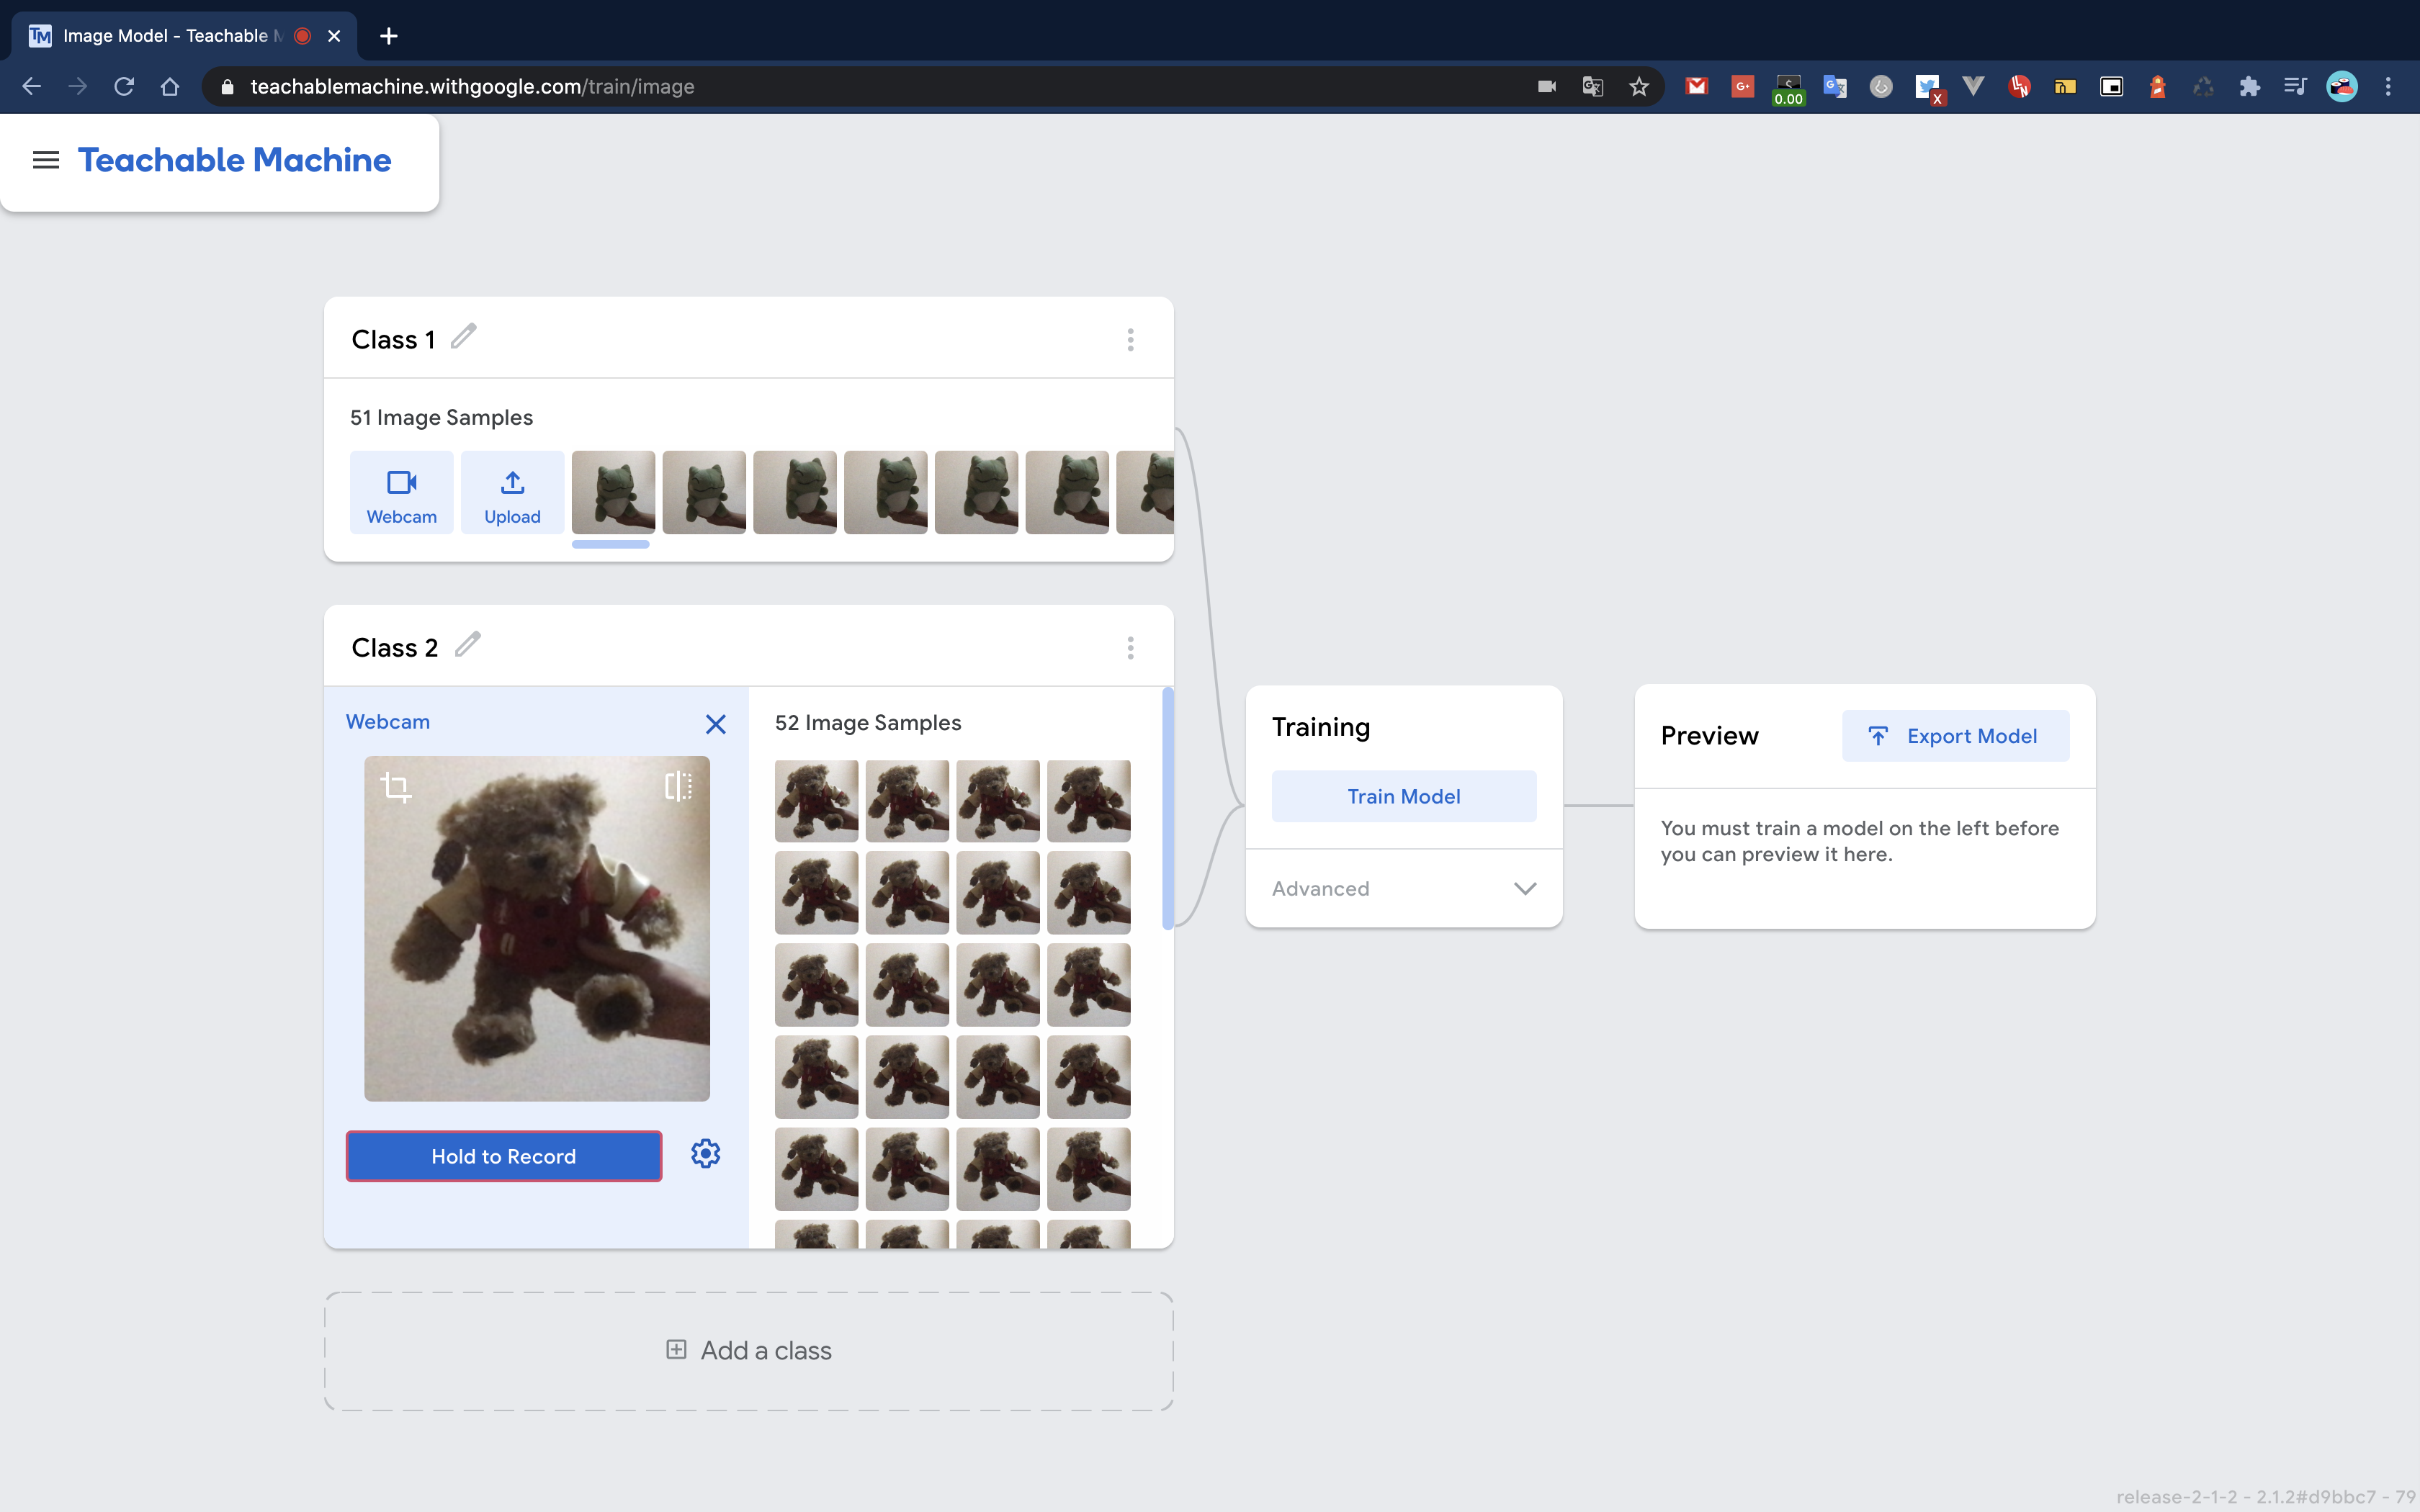 Image Model - Teachable M
teachablemachine.withgoogle.com/train/image
0.00
Teachable Machine
Class 1
51 Image Samples
Webcam
Upload
Class 2
Webcam
52 Image Samples
Hold to Record
Training
Train Model
Advanced
Preview
Export Model
You must train a model on the left before
you can preview it here.
Add a class
release-2-1-2 - 2.1.2#d9bbc7 - 79